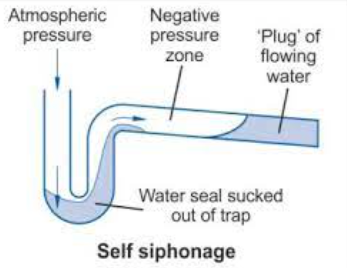 Atmospheric
pressure
Negative
pressure
zone
‘Plug’ of
flowing
water
Water seal sucked
out of trap
Self siphonage